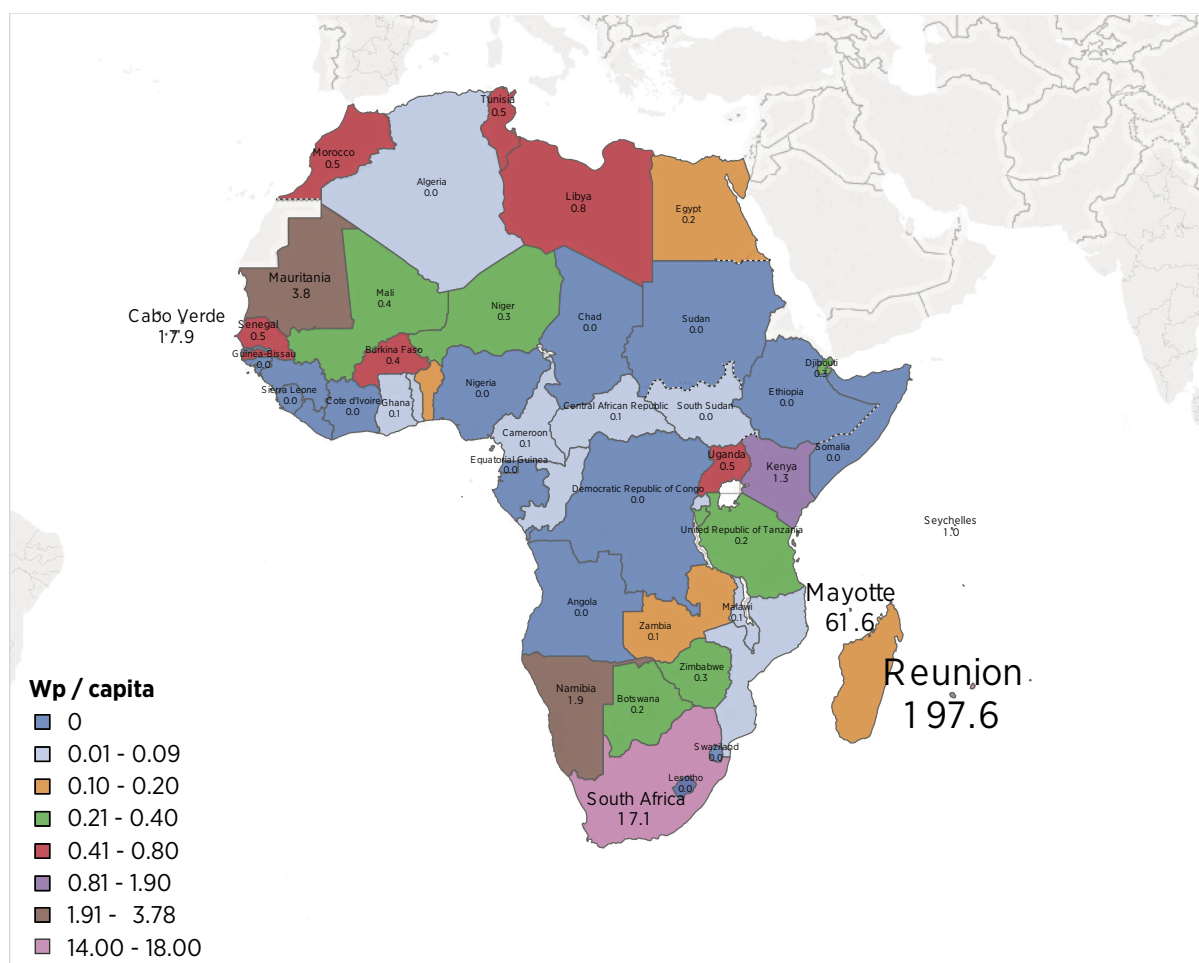 Tunisia
0.5
Morocco
0.5
Algeria
0.0
Libya
0.8
Egypt
0.2
Mauritania
3.8
Mali
0.4
Niger
0.3
Chad
0.0
Sudan
0.0
Cabo Verde
17.9
Senegal
0.5
Guinea-Bissau
0.0
Burkina Faso
0.4
Djibouti
0.3
Sierra Leone
0.0
Cote d'Ivoire
0.0
Ghana
0.1
Nigeria
0.0
Ethiopia
0.0
Central African Republic
0.1
South Sudan
0.0
Cameroon
0.1
Equatorial Guinea
0.0
Uganda
0.5
Kenya
1.3
Somalia
0.0
Democratic Republic of Congo
0.0
United Republic of Tanzania
0.2
Seychelles
1.0
Angola
0.0
Malawi
0.1
Mayotte
61.6
Zambia
0.1
Zimbabwe
0.3
Reunion
197.6
Namibia
1.9
Botswana
0.2
Swaziland
0.0
Lesotho
0.0
South Africa
17.1
Wp / capita
0
0.01 - 0.09
0.10 - 0.20
0.21 - 0.40
0.41 - 0.80
0.81 - 1.90
1.91 - 3.78
14.00 - 18.00